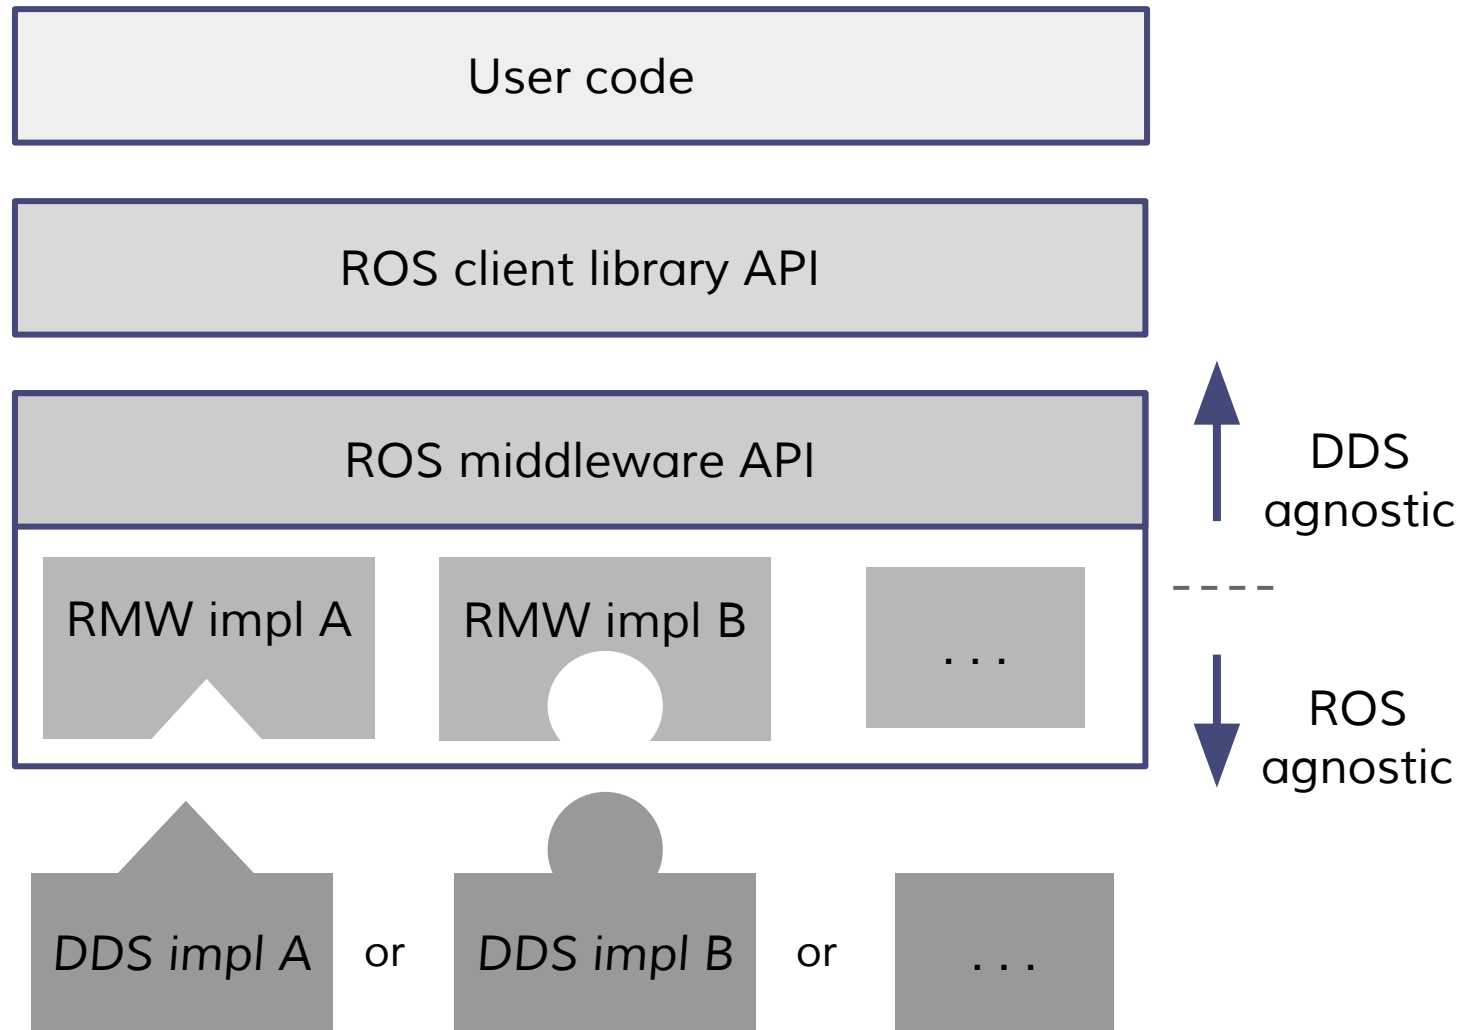 User code
ROS client library API
ROS middleware API
DDS
agnostic
RMW impl A
RMW impl B
. . .
ROS
agnostic
DDS impl A
or
DDS impl B
or
. . .